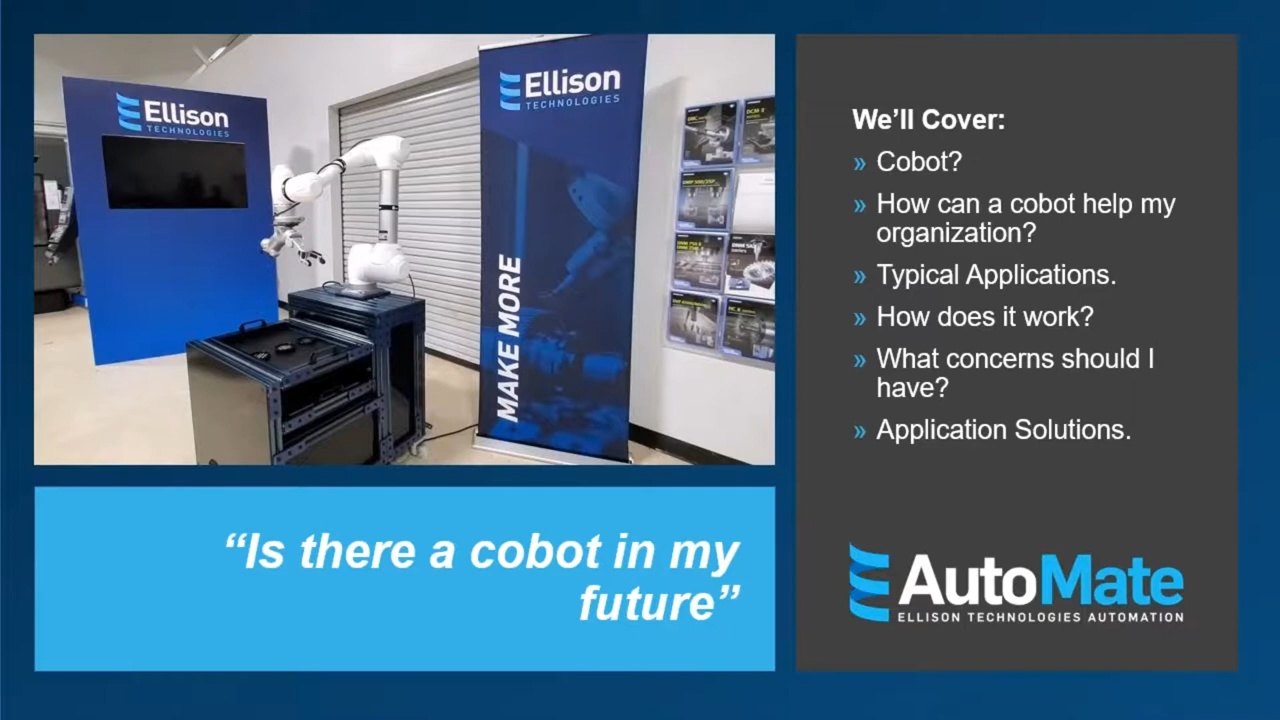 Ellison
TECHNOLOGIES
Ellison
TECHNOLOGIES
MAKE MORE
We’ll Cover:
» Cobot?
» How can a cobot help my
organization?
» Typical Applications.
» How does it work?
» What concerns should I
have?
» Application Solutions.
“Is there a cobot in my
future”
AutoMate
ELLISON TECHNOLOGIES AUTOMATION